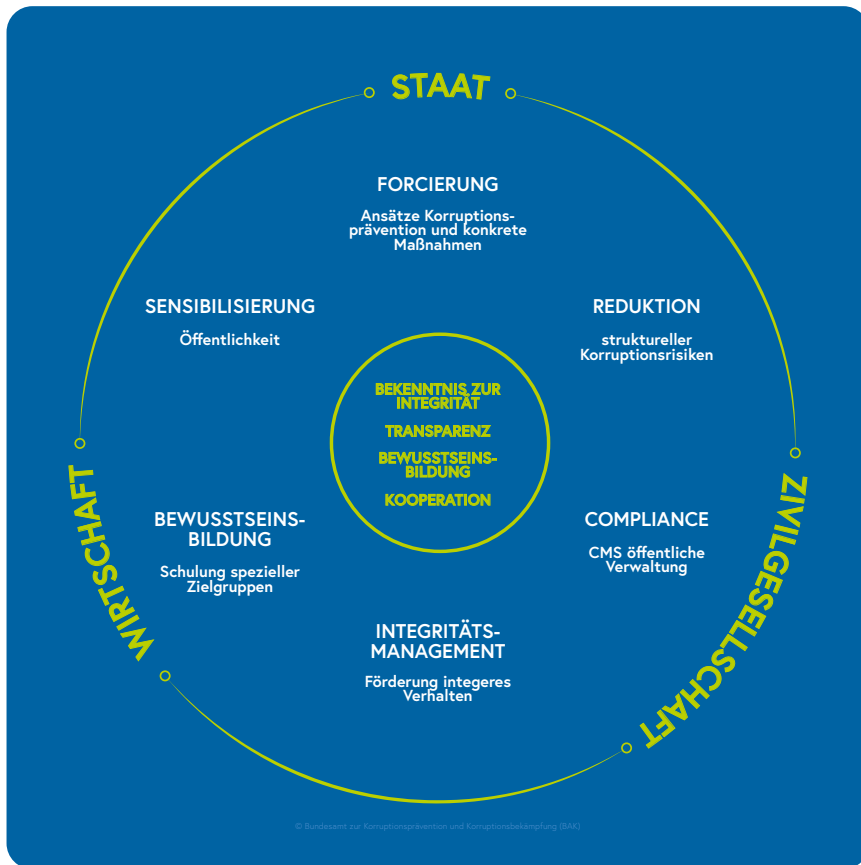 STAAT
FORCIERUNG
Ansätze Korruptions-
prävention und konkrete
Maßnahmen
SENSIBILISIERUNG
Öffentlichkeit
REDUKTION
struktureller
Korruptionsrisiken
BEKENNTNIS ZUR
INTEGRITÄT
TRANSPARENZ
BEWUSSTSEINS-
BILDUNG
KOOPERATION
WIRTSCHAFT
ZIVILGESELLSCHAFT
BEWUSSTSEINS-
BILDUNG
Schulung spezieller
Zielgruppen
COMPLIANCE
CMS öffentliche
Verwaltung
INTEGRITÄTS-
MANAGEMENT
Förderung integeres
Verhalten
© Bundesamt zur Korruptionsprävention und Korruptionsbekämpfung (BAK)